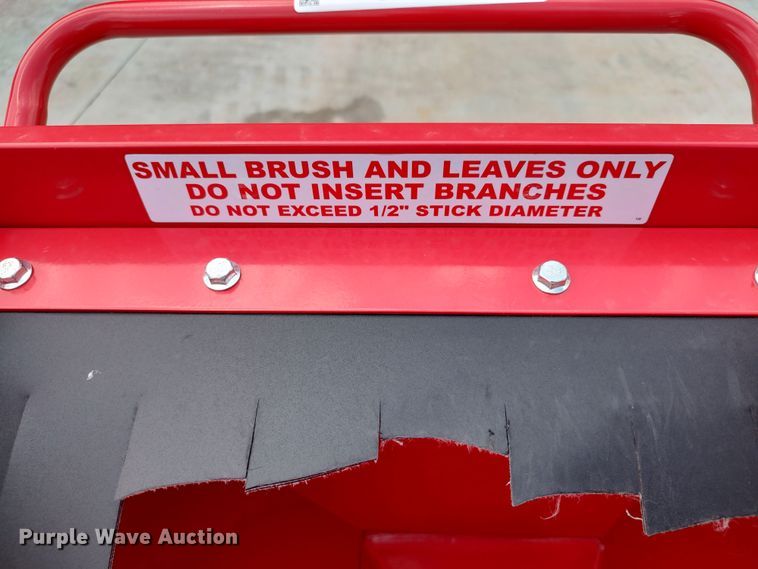 SMALL BRUSH AND LEAVES ONLY
DO NOT INSERT BRANCHES
DO NOT EXCEED 1/2" STICK DIAMETER
Purple Wave Auction